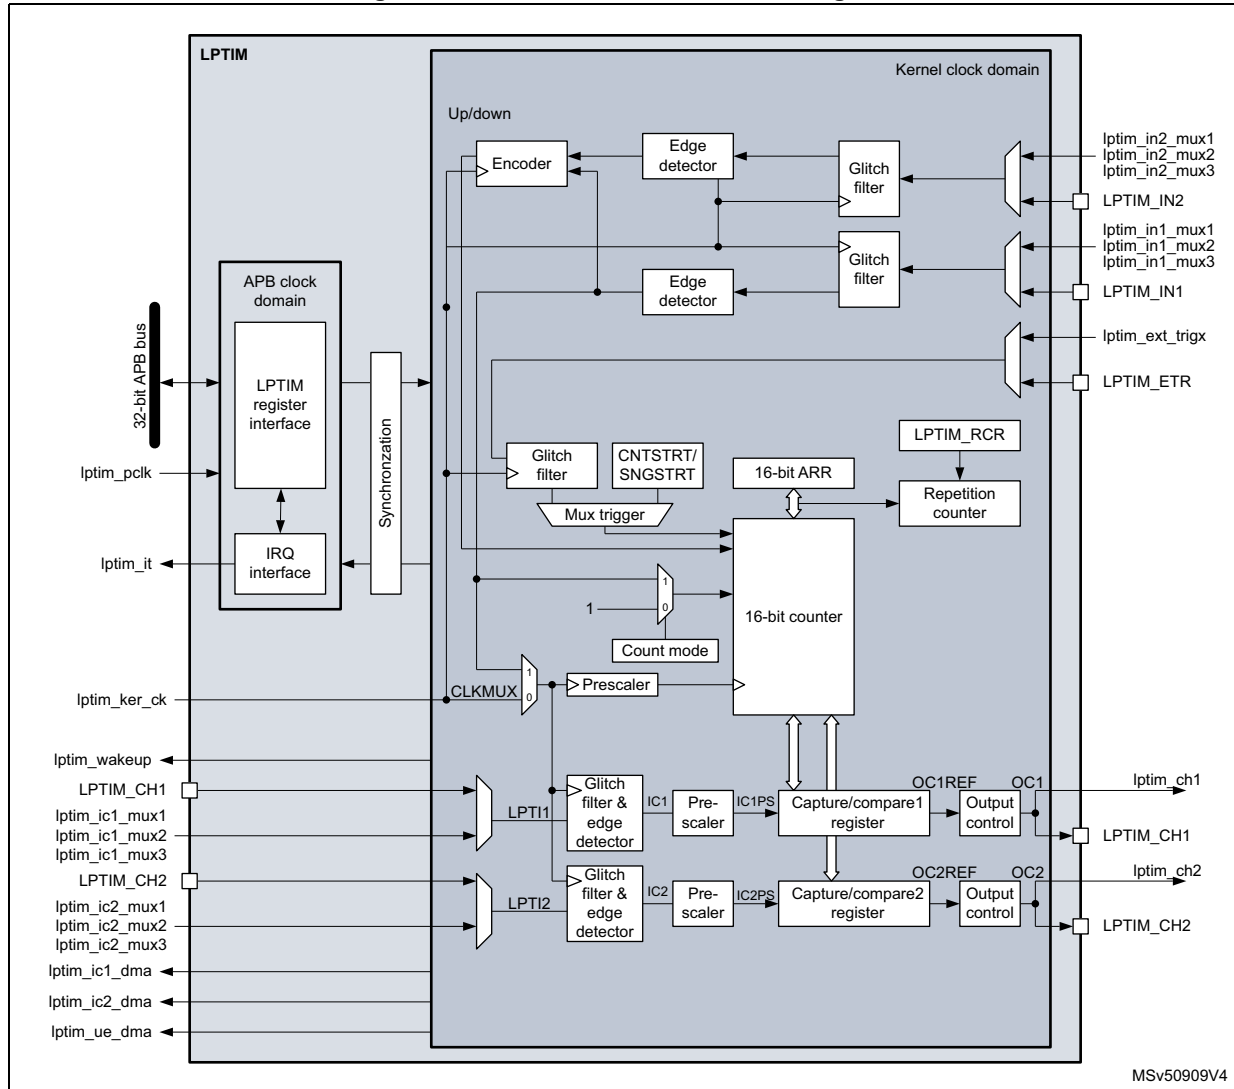 LPTIM
Kernel clock domain
Up/down
Encoder
Edge
detector
Glitch
filter
lptim_in2_mux1
lptim_in2_mux2
lptim_in2_mux3
LPTIM_IN2
lptim_in1_mux1
lptim_in1_mux2
lptim_in1_mux3
Glitch
filter
Edge
detector
LPTIM_IN1
APB clock
domain
lptim_ext_trigx
LPTIM_ETR
32-bit APB bus
LPTIM
register
interface
Synchronzation
lptim_pclk
LPTIM_RCR
Glitch
filter
CNTSTRT/
SNGSTRT
16-bit ARR
Repetition
counter
Mux trigger
lptim_it
IRQ
interface
1
1
0
16-bit counter
Count mode
1
0
lptim_ker_ck
CLKMUX
Prescaler
lptim_wakeup
LPTIM_CH1
lptim_ic1_mux1
lptim_ic1_mux2
lptim_ic1_mux3
LPTI1
Glitch
filter &
edge
detector
IC1
Pre-
scaler
IC1PS
Capture/compare1
register
OC1REF
Output
control
OC1
lptim_ch1
LPTIM_CH1
LPTIM_CH2
lptim_ic2_mux1
lptim_ic2_mux2
lptim_ic2_mux3
LPTI2
Glitch
filter &
edge
detector
IC2
Pre-
scaler
IC2PS
Capture/compare2
register
OC2REF
Output
control
OC2
lptim_ch2
LPTIM_CH2
lptim_ic1_dma
lptim_ic2_dma
lptim_ue_dma
MSv50909V4